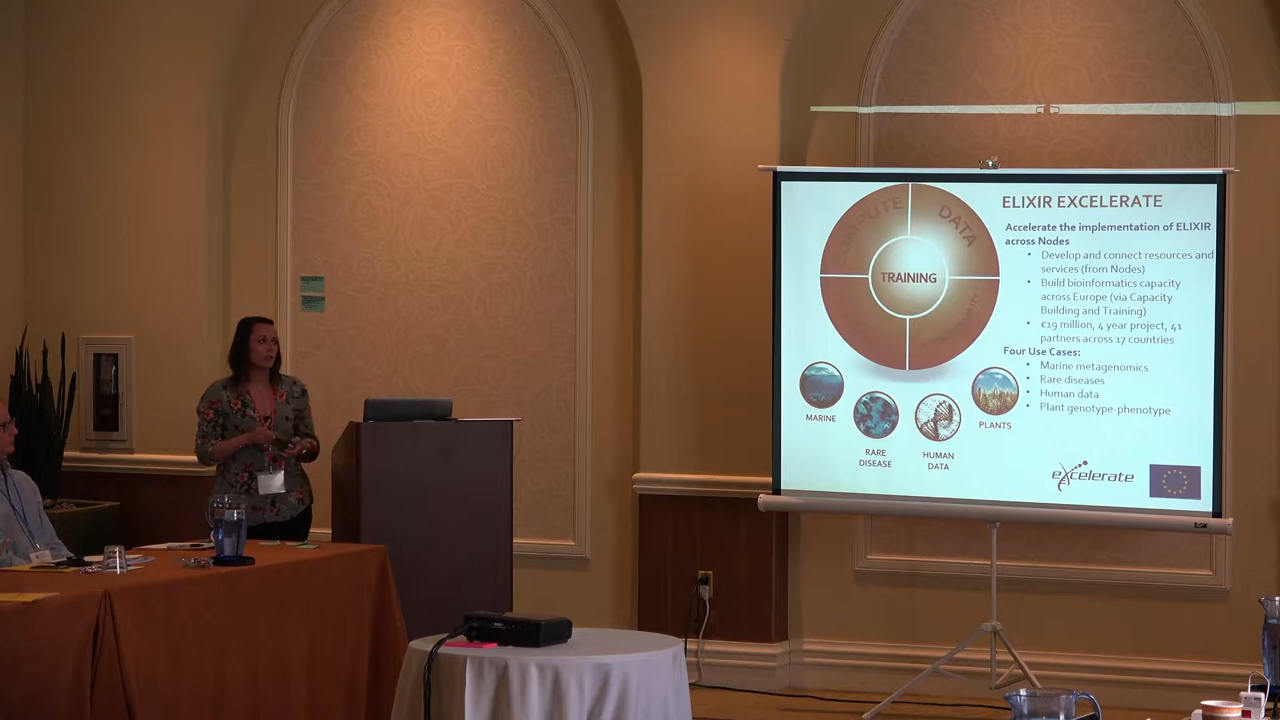 ELIXIR EXCELERATE
Accelerate the implementation of ELIXIR
across Nodes
• Develop and connect resources and
services (from Nodes)
• Build bioinformatics capacity
across Europe (via Capacity
Building and Training)
• €19 million, 4 year project, 41
partners across 17 countries
Four Use Cases:
• Marine metagenomics
• Rare diseases
• Human data
• Plant genotype-phenotype
DATA
TRAINING
MARINE
RARE
DISEASE
HUMAN
DATA
PLANTS
excelerate